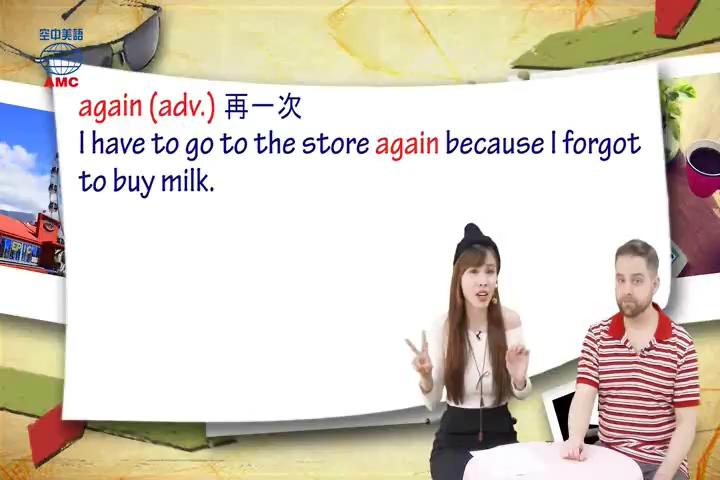 空中美語
AMC
again (adv.) 再一次
I have to go to the store again because I forgot
to buy milk.
EPIC